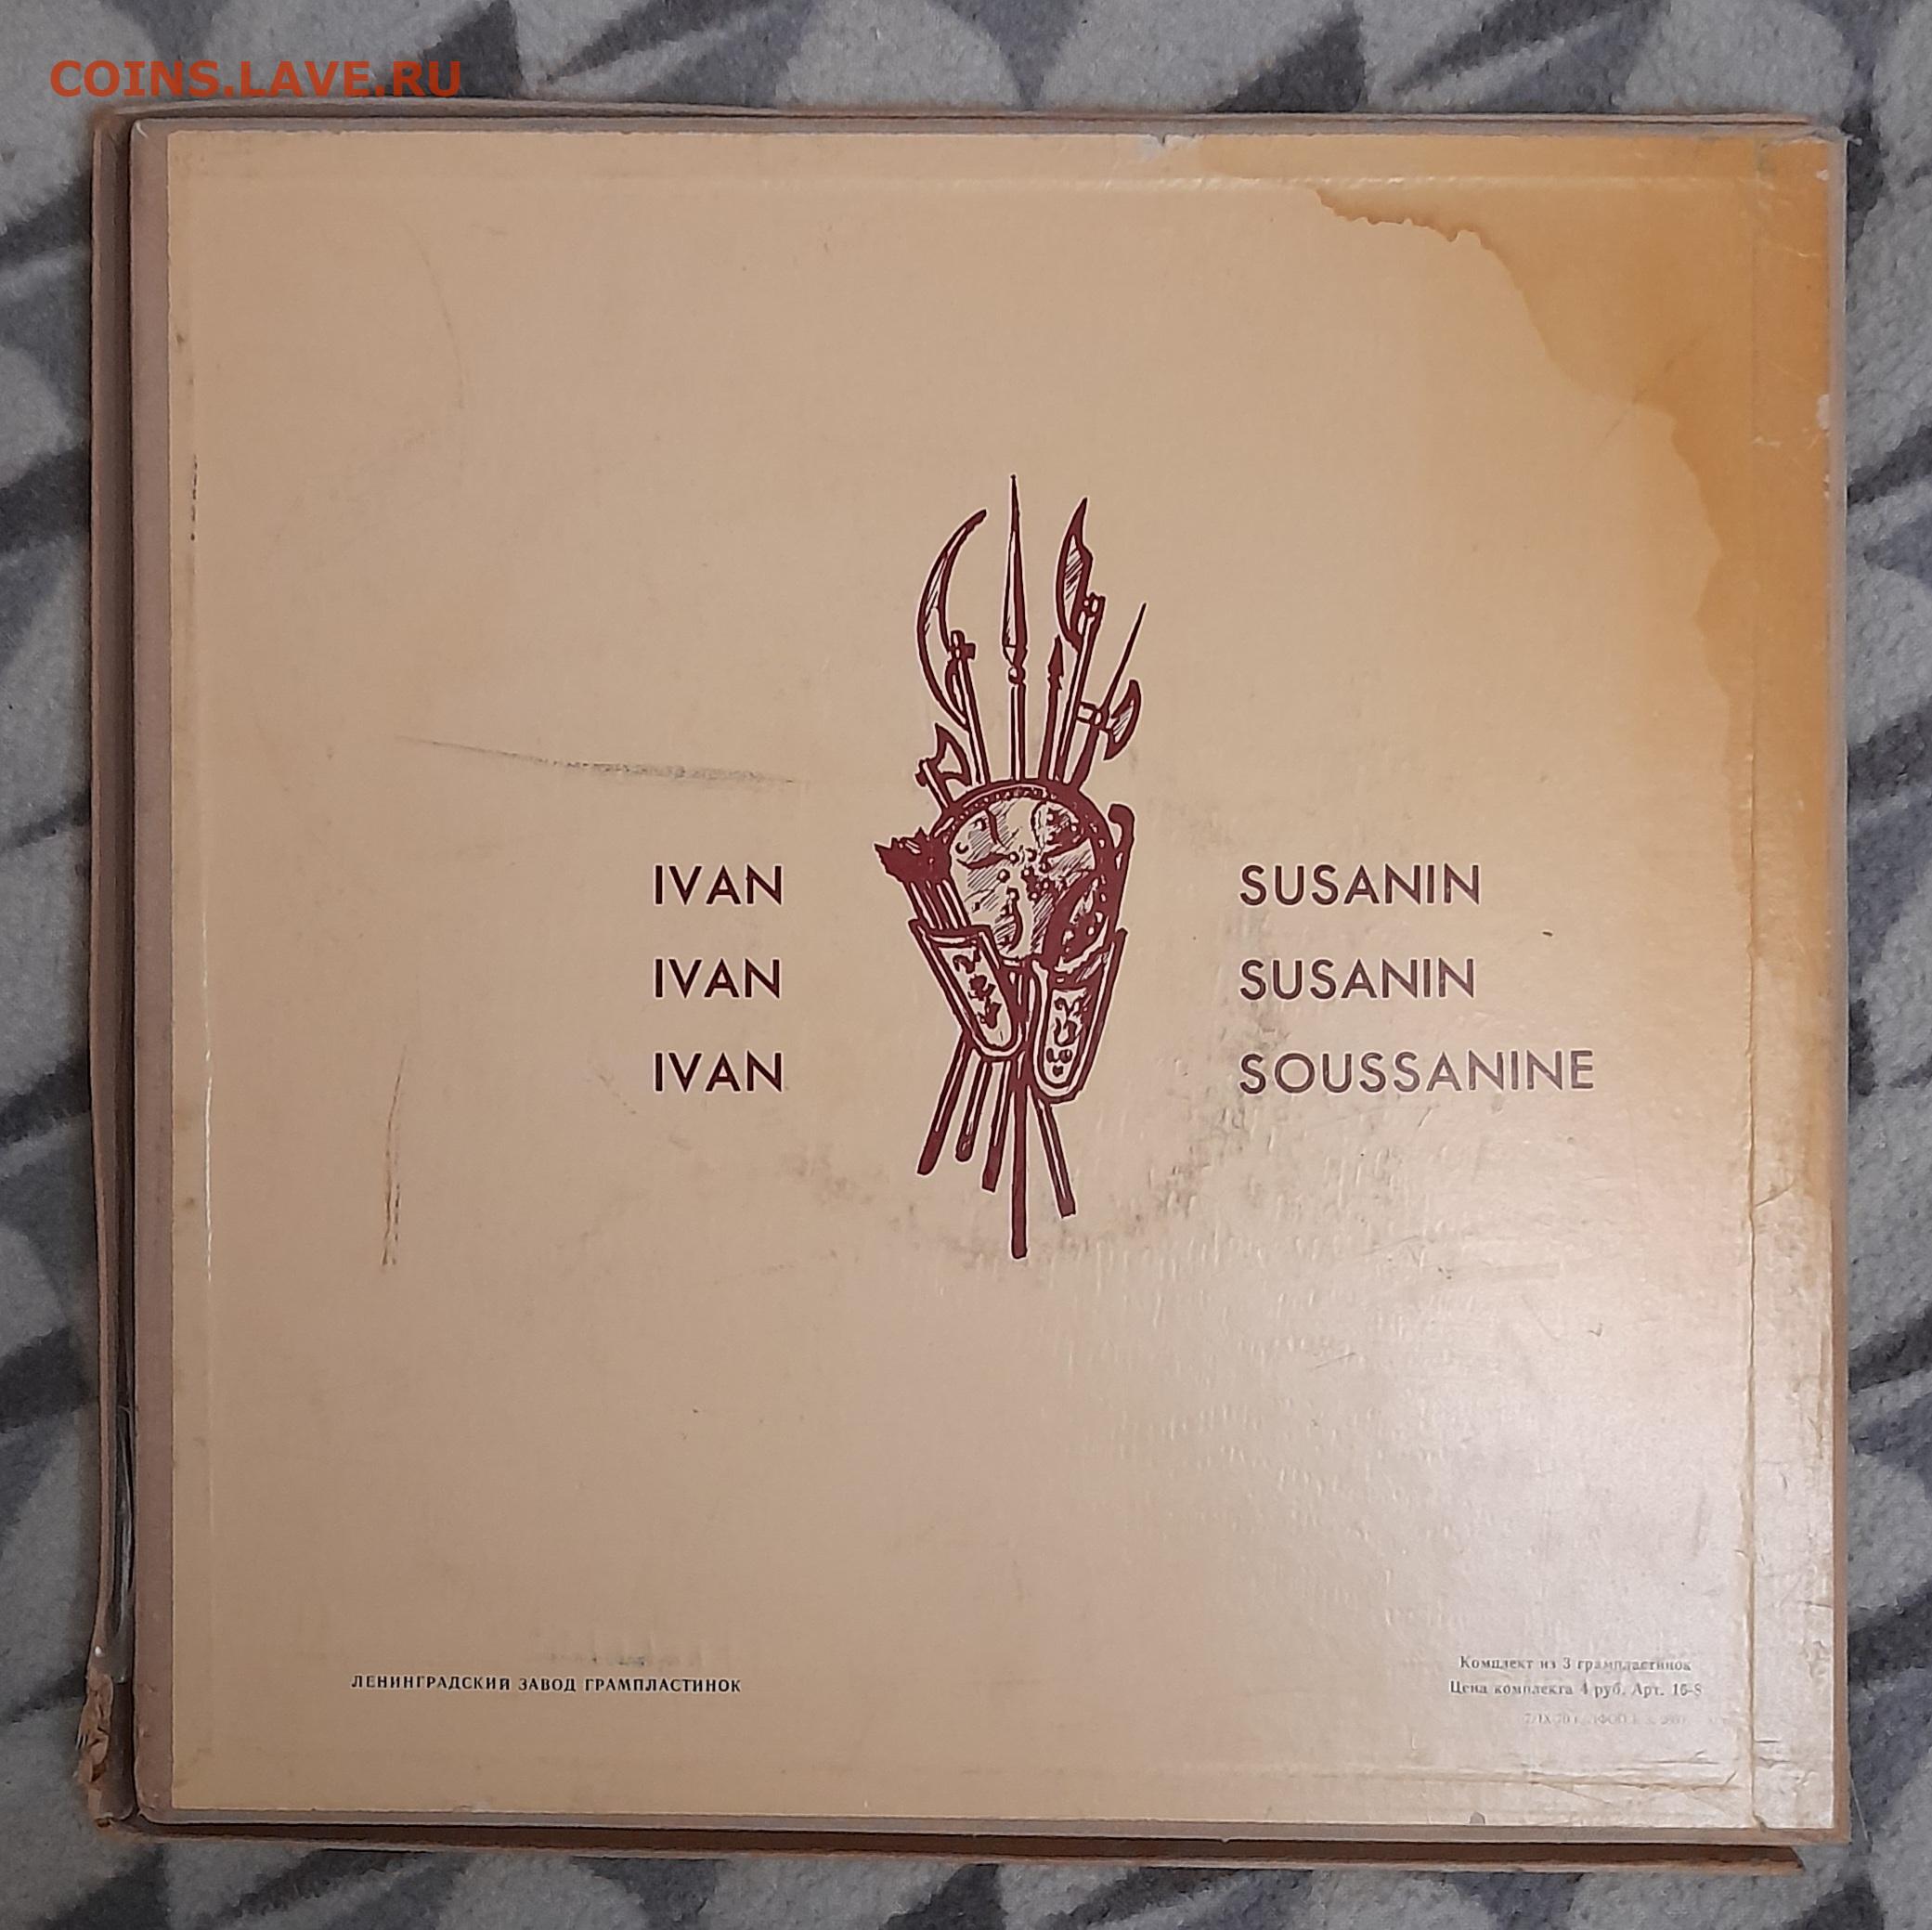 COINS.LAVE.RU
IVAN SUSANIN
IVAN SUSANIN
IVAN SOUSSANINE
ЛЕНИНГРАДСКИЙ ЗАВОД ГРАМПЛАСТИНОК
Комплект из 3 грампластинок
Цена комплекта 4 руб. Арт.